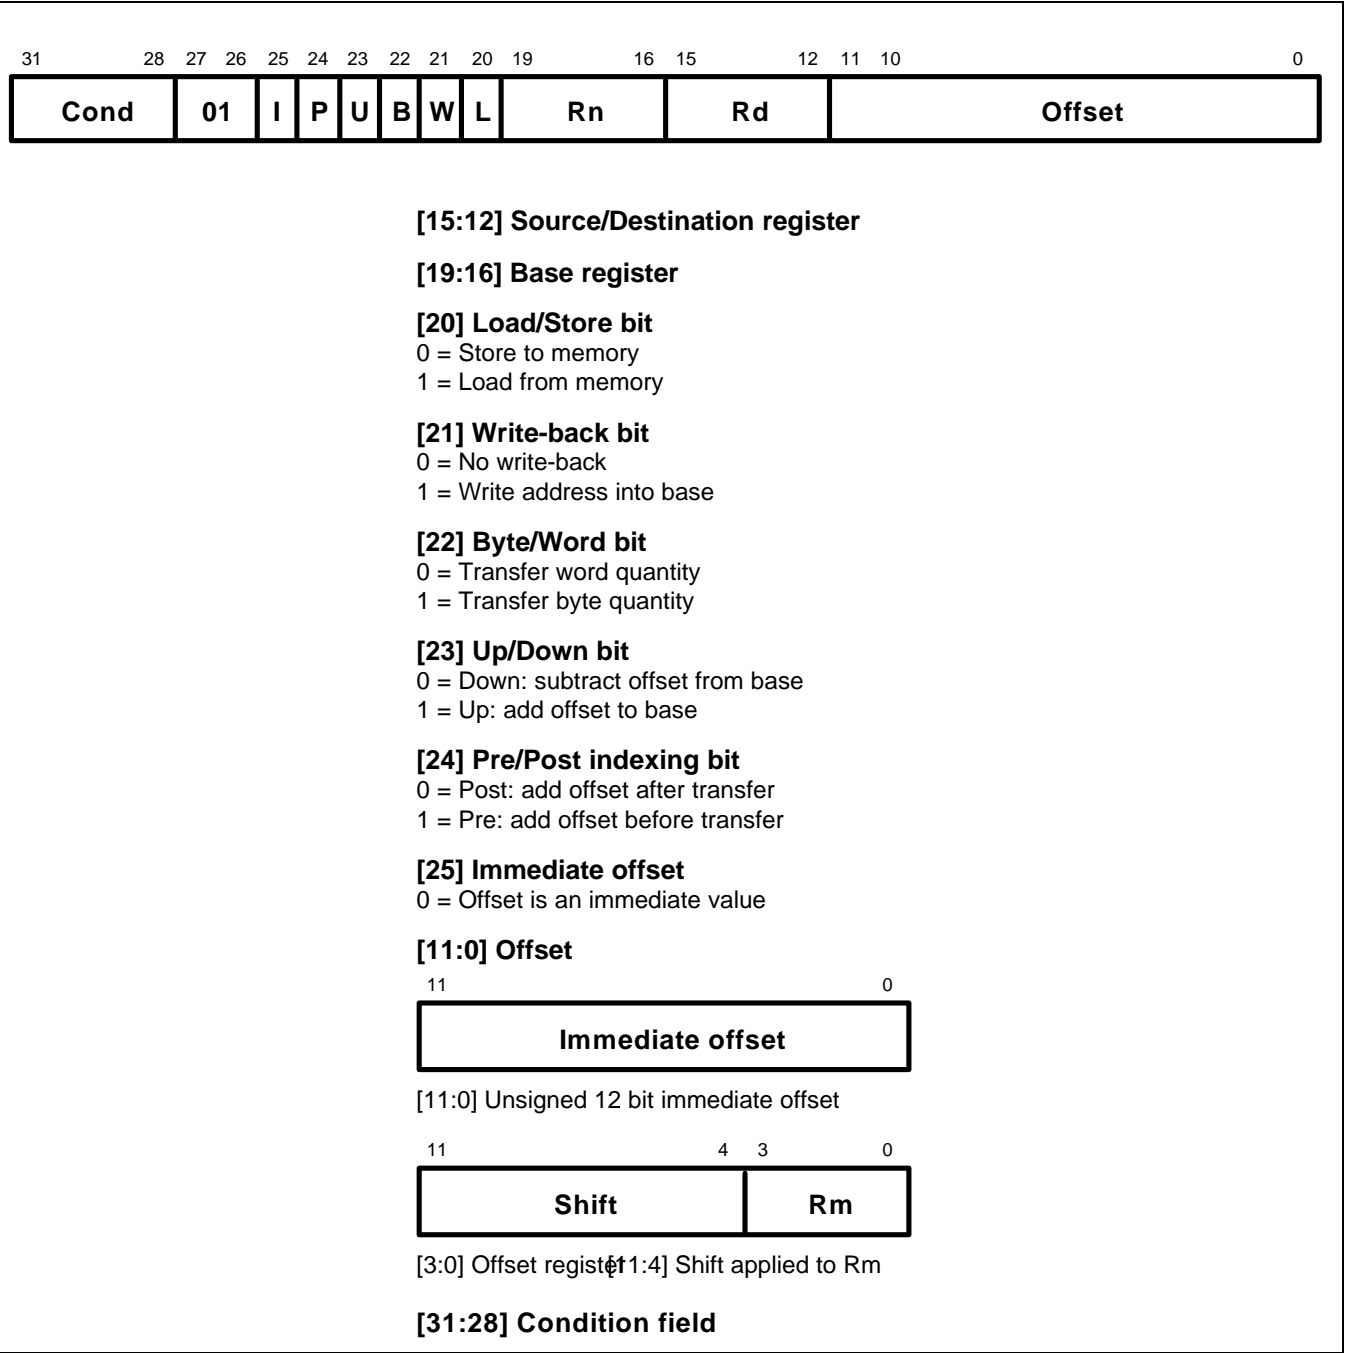 31 28 27 26 25 24 23 22 21 20 19 16 15 12 11 10 0
Cond 01 I P U B W L Rn Rd Offset
[15:12] Source/Destination register
[19:16] Base register
[20] Load/Store bit
0 = Store to memory
1 = Load from memory
[21] Write-back bit
0 = No write-back
1 = Write address into base
[22] Byte/Word bit
0 = Transfer word quantity
1 = Transfer byte quantity
[23] Up/Down bit
0 = Down: subtract offset from base
1 = Up: add offset to base
[24] Pre/Post indexing bit
0 = Post: add offset after transfer
1 = Pre: add offset before transfer
[25] Immediate offset
0 = Offset is an immediate value
[11:0] Offset
11 0
Immediate offset
[11:0] Unsigned 12 bit immediate offset
11 4 3 0
Shift Rm
[3:0] Offset register[11:4] Shift applied to Rm
[31:28] Condition field